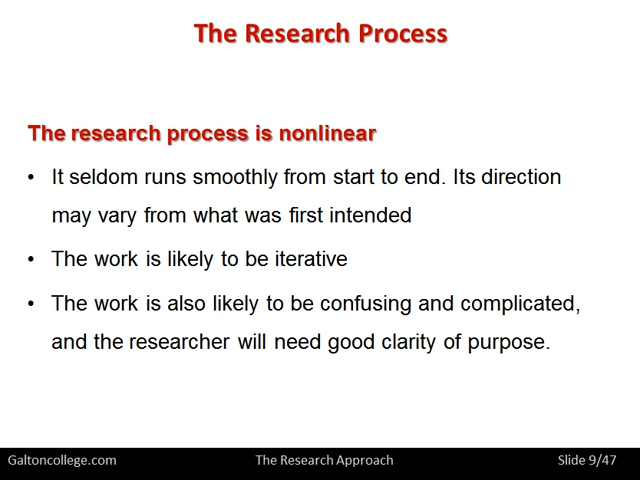 The Research Process
The research process is nonlinear
• It seldom runs smoothly from start to end. Its direction
may vary from what was first intended
• The work is likely to be iterative
• The work is also likely to be confusing and complicated,
and the researcher will need good clarity of purpose.
Galtoncollege.com The Research Approach Slide 9/47